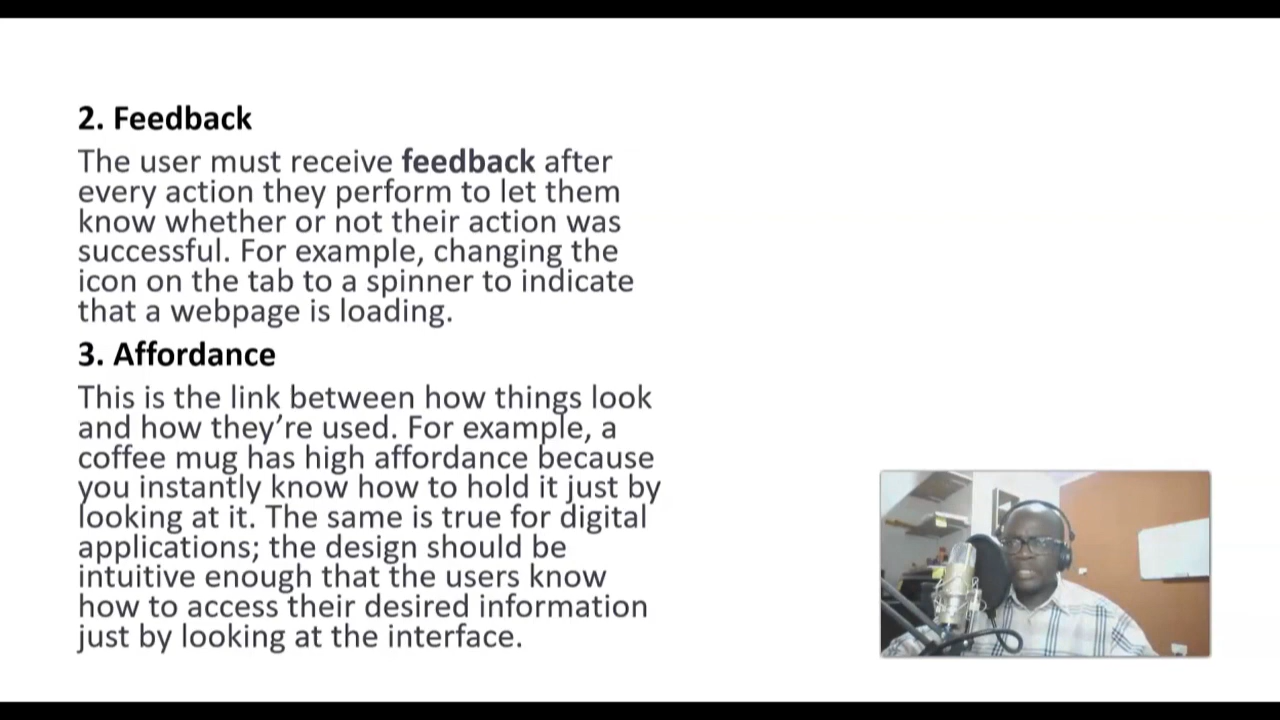 2. Feedback
The user must receive feedback after
every action they perform to let them
know whether or not their action was
successful. For example, changing the
icon on the tab to a spinner to indicate
that a webpage is loading.
3. Affordance
This is the link between how things look
and how they’re used. For example, a
coffee mug has high affordance because
you instantly know how to hold it just by
looking at it. The same is true for digital
applications; the design should be
intuitive enough that the users know
how to access their desired information
just by looking at the interface.